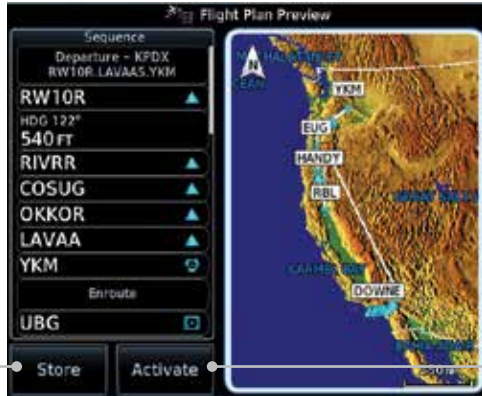 Flight Plan Preview
Sequence
Departure – KPDX
RW10R.LAVAA5.YKM
RW10R
HDG 122°
540 FT
RIVRR
COSUG
OKKOR
LAVAA
YKM
Enroute
UBG
Store
Activate
N
YKM
EUG
HANDY
RBL
DOWNE